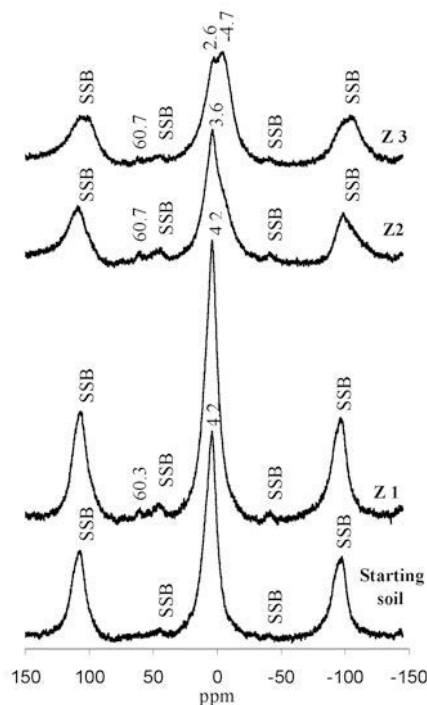 2.6
-4.7
SSB
60.7
SSB
SSB
SSB
Z 3
3.6
SSB
60.7
SSB
SSB
SSB
Z2
4.2
SSB
60.3
SSB
SSB
SSB
Z 1
4.2
SSB
SSB
SSB
SSB
Starting
soil
150 100 50 0 -50 -100 -150
ppm